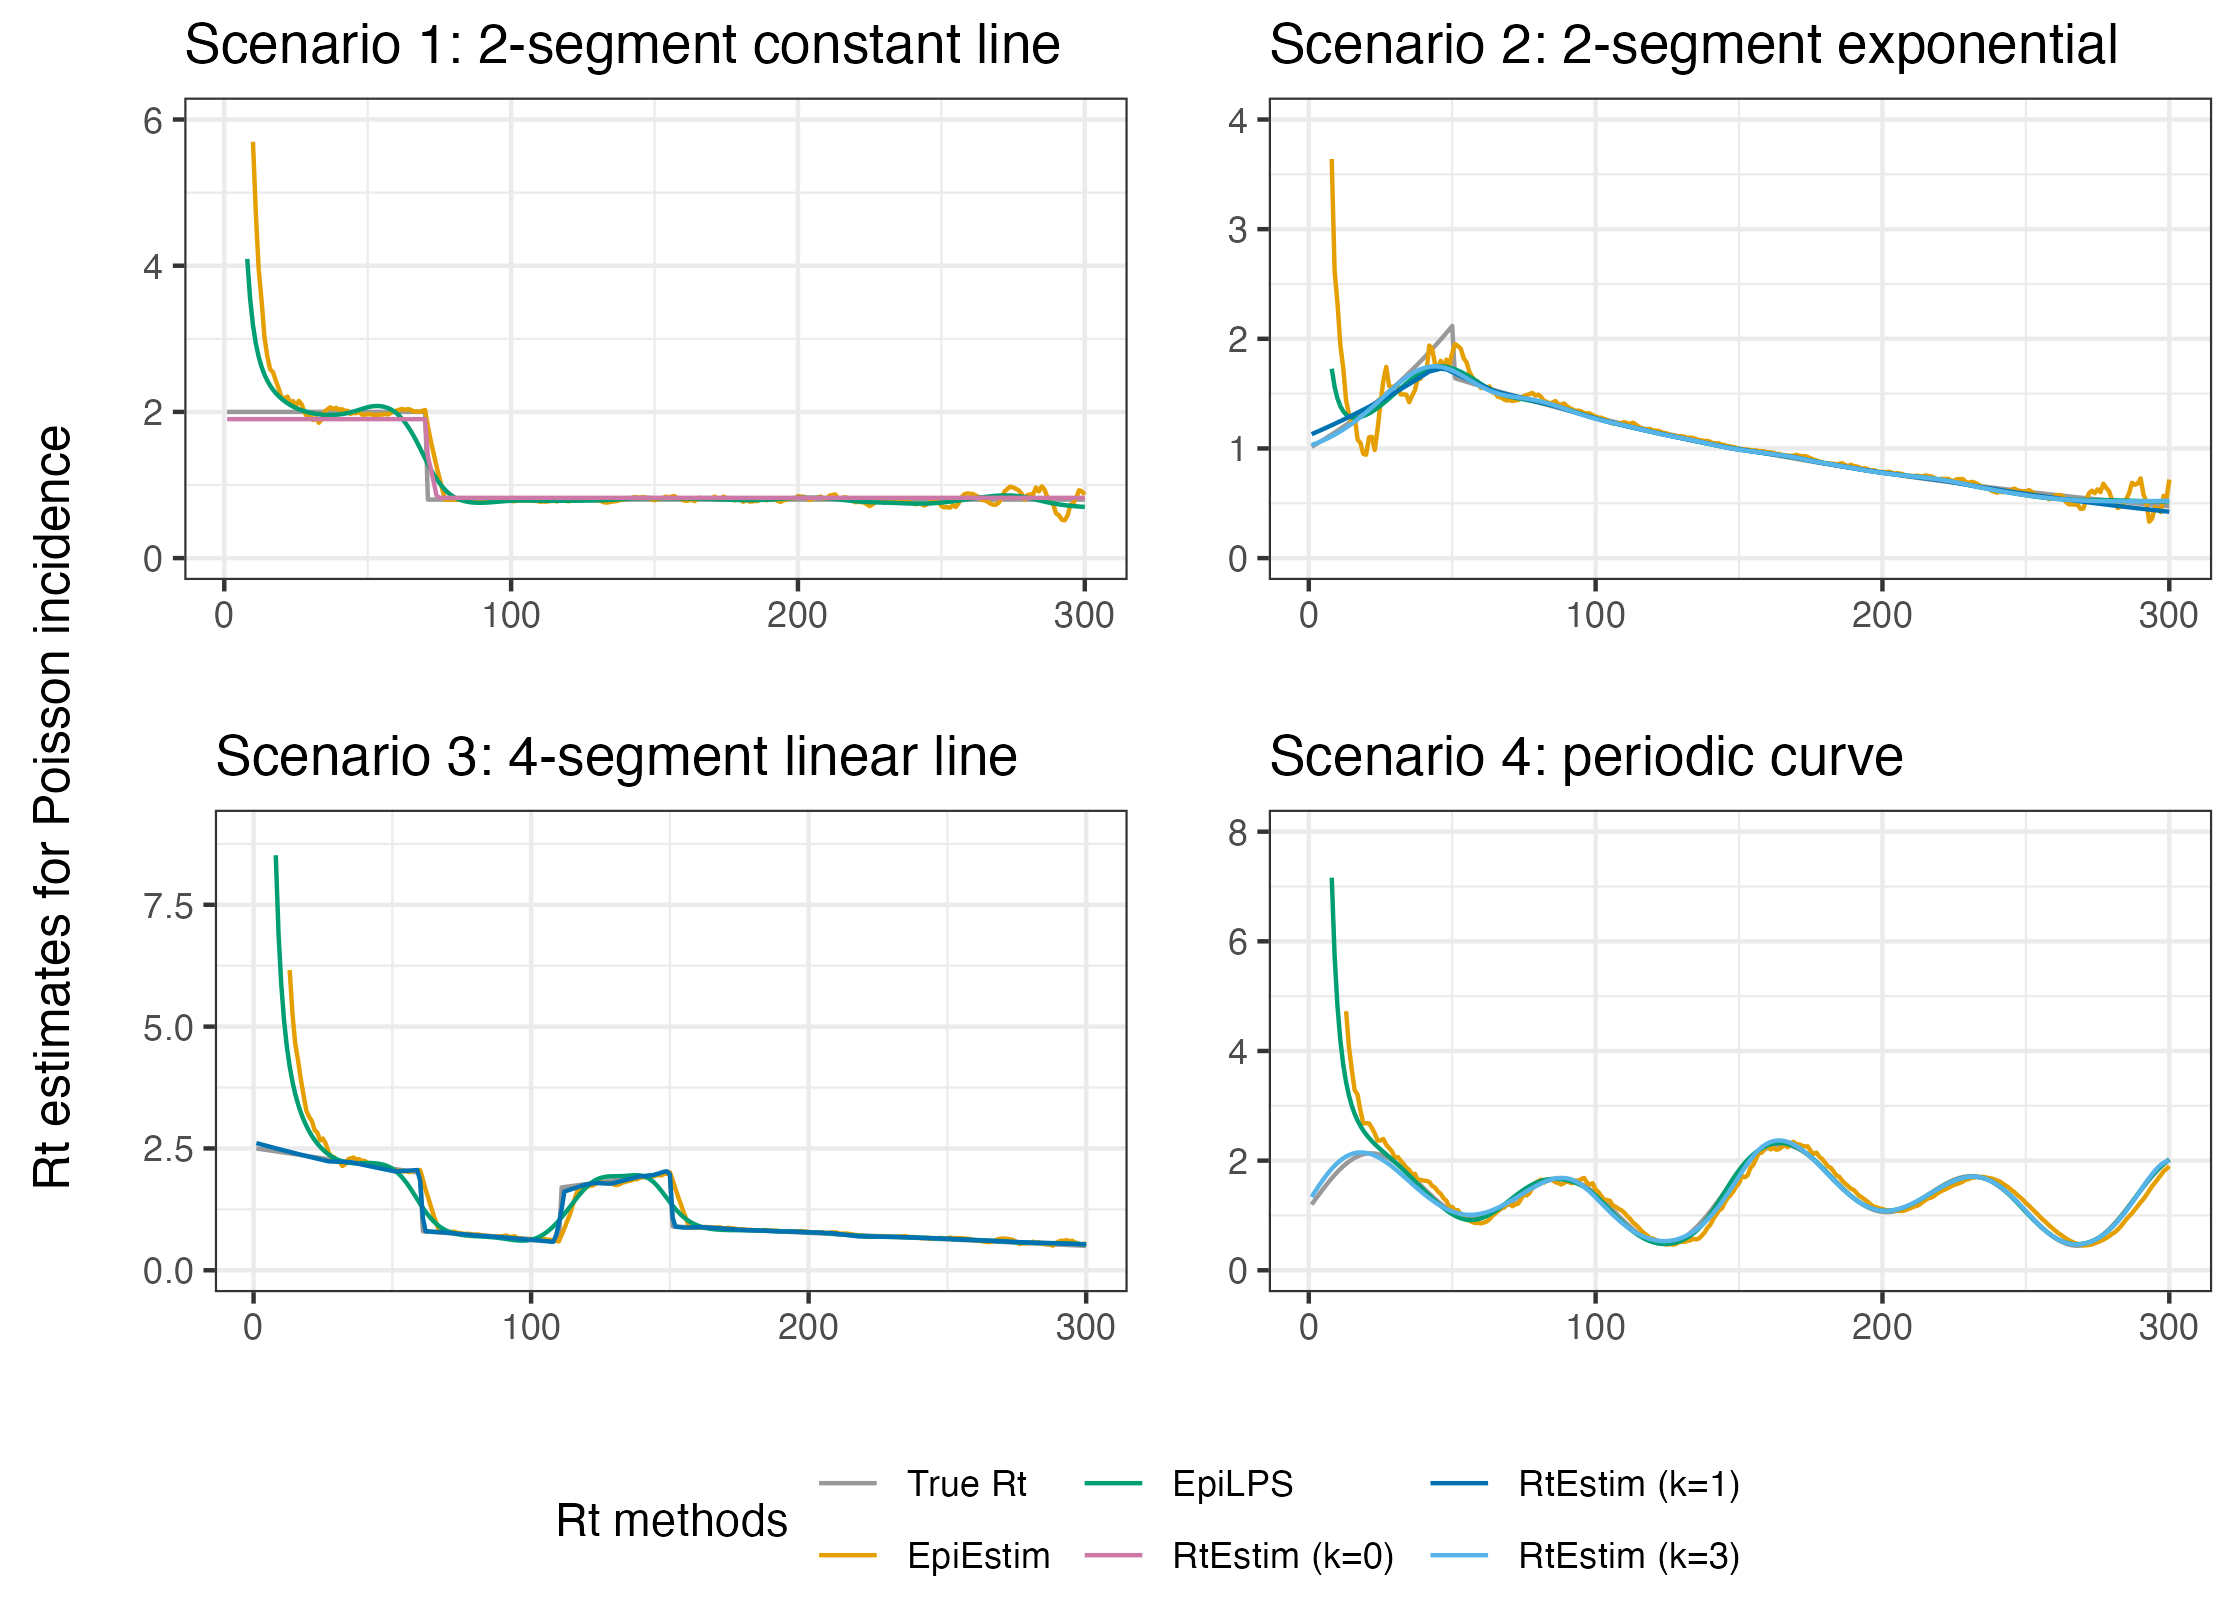 Scenario 1: 2-segment constant line
Scenario 2: 2-segment exponential
6
4
2
0
0 100 200 300
4
3
2
1
0
0 100 200 300
Rt estimates for Poisson incidence
Scenario 3: 4-segment linear line
Scenario 4: periodic curve
7.5
5.0
2.5
0.0
0 100 200 300
8
6
4
2
0
0 100 200 300
Rt methods
True Rt
EpiEstim
EpiLPS
RtEstim (k=0)
RtEstim (k=1)
RtEstim (k=3)